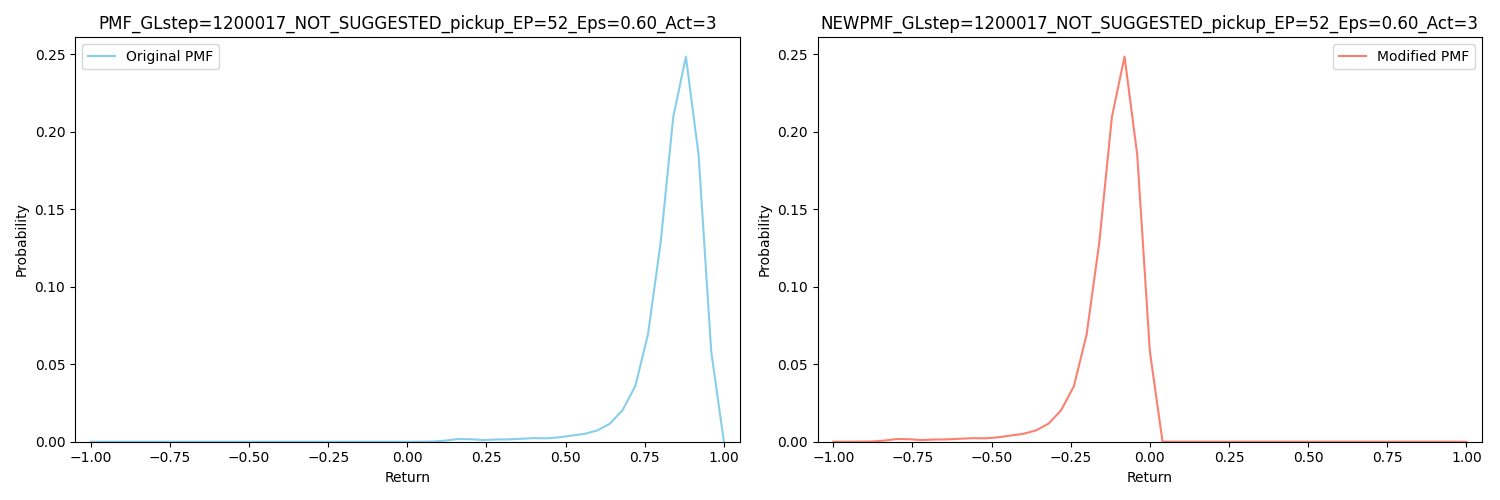 PMF_GLstep=1200017_NOT_SUGGESTED_pickup_EP=52_Eps=0.60_Act=3
Original PMF
Probability
0.25
0.20
0.15
0.10
0.05
0.00
−1.00 −0.75 −0.50 −0.25 0.00 0.25 0.50 0.75 1.00
Return
NEWPMF_GLstep=1200017_NOT_SUGGESTED_pickup_EP=52_Eps=0.60_Act=3
Modified PMF
Probability
0.25
0.20
0.15
0.10
0.05
0.00
−1.00 −0.75 −0.50 −0.25 0.00 0.25 0.50 0.75 1.00
Return